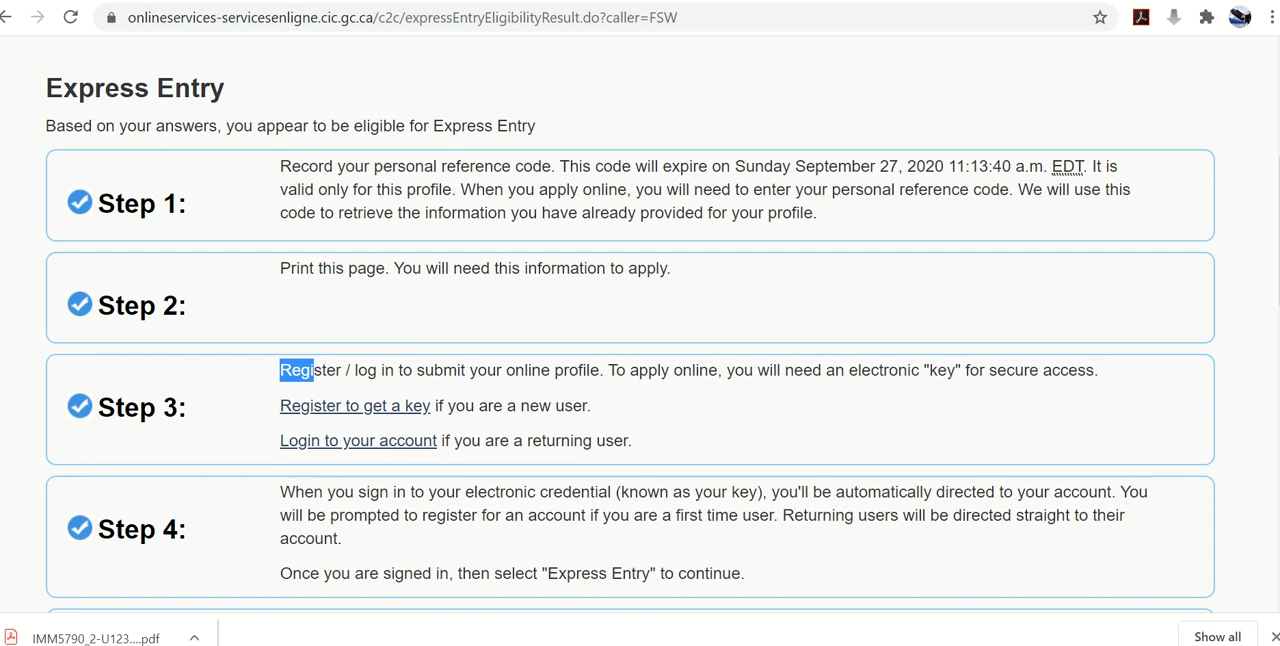 onlineservices-servicesenligne.cic.gc.ca/c2c/expressEntryEligibilityResult.do?caller=FSW
Express Entry
Based on your answers, you appear to be eligible for Express Entry
Step 1:
Record your personal reference code. This code will expire on Sunday September 27, 2020 11:13:40 a.m. EDT. It is
valid only for this profile. When you apply online, you will need to enter your personal reference code. We will use this
code to retrieve the information you have already provided for your profile.
Step 2:
Print this page. You will need this information to apply.
Step 3:
Register / log in to submit your online profile. To apply online, you will need an electronic "key" for secure access.
Register to get a key if you are a new user.
Login to your account if you are a returning user.
Step 4:
When you sign in to your electronic credential (known as your key), you'll be automatically directed to your account. You
will be prompted to register for an account if you are a first time user. Returning users will be directed straight to their
account.
Once you are signed in, then select "Express Entry" to continue.
IMM5790_2-U123....pdf
Show all